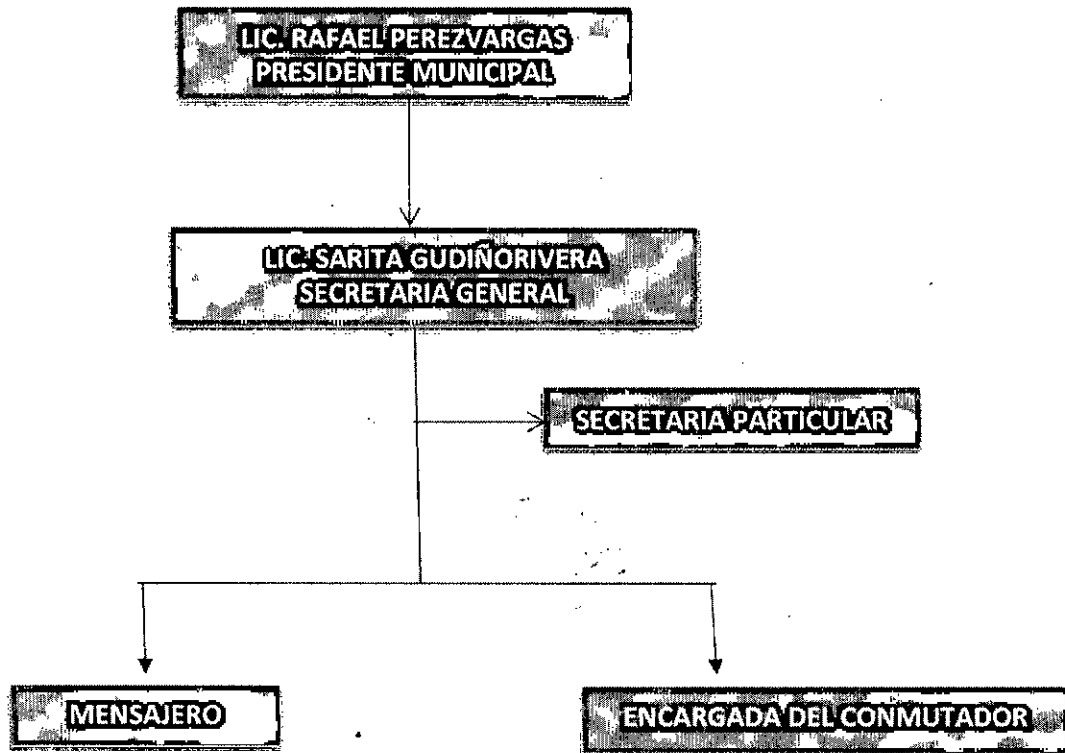 LIC. RAFAEL PEREZVARGAS
PRESIDENTE MUNICIPAL
LIC. SARITA GUDIÑORIVERA
SECRETARIA GENERAL
SECRETARIA PARTICULAR
MENSAJERO
ENCARGADA DEL CONMUTADOR